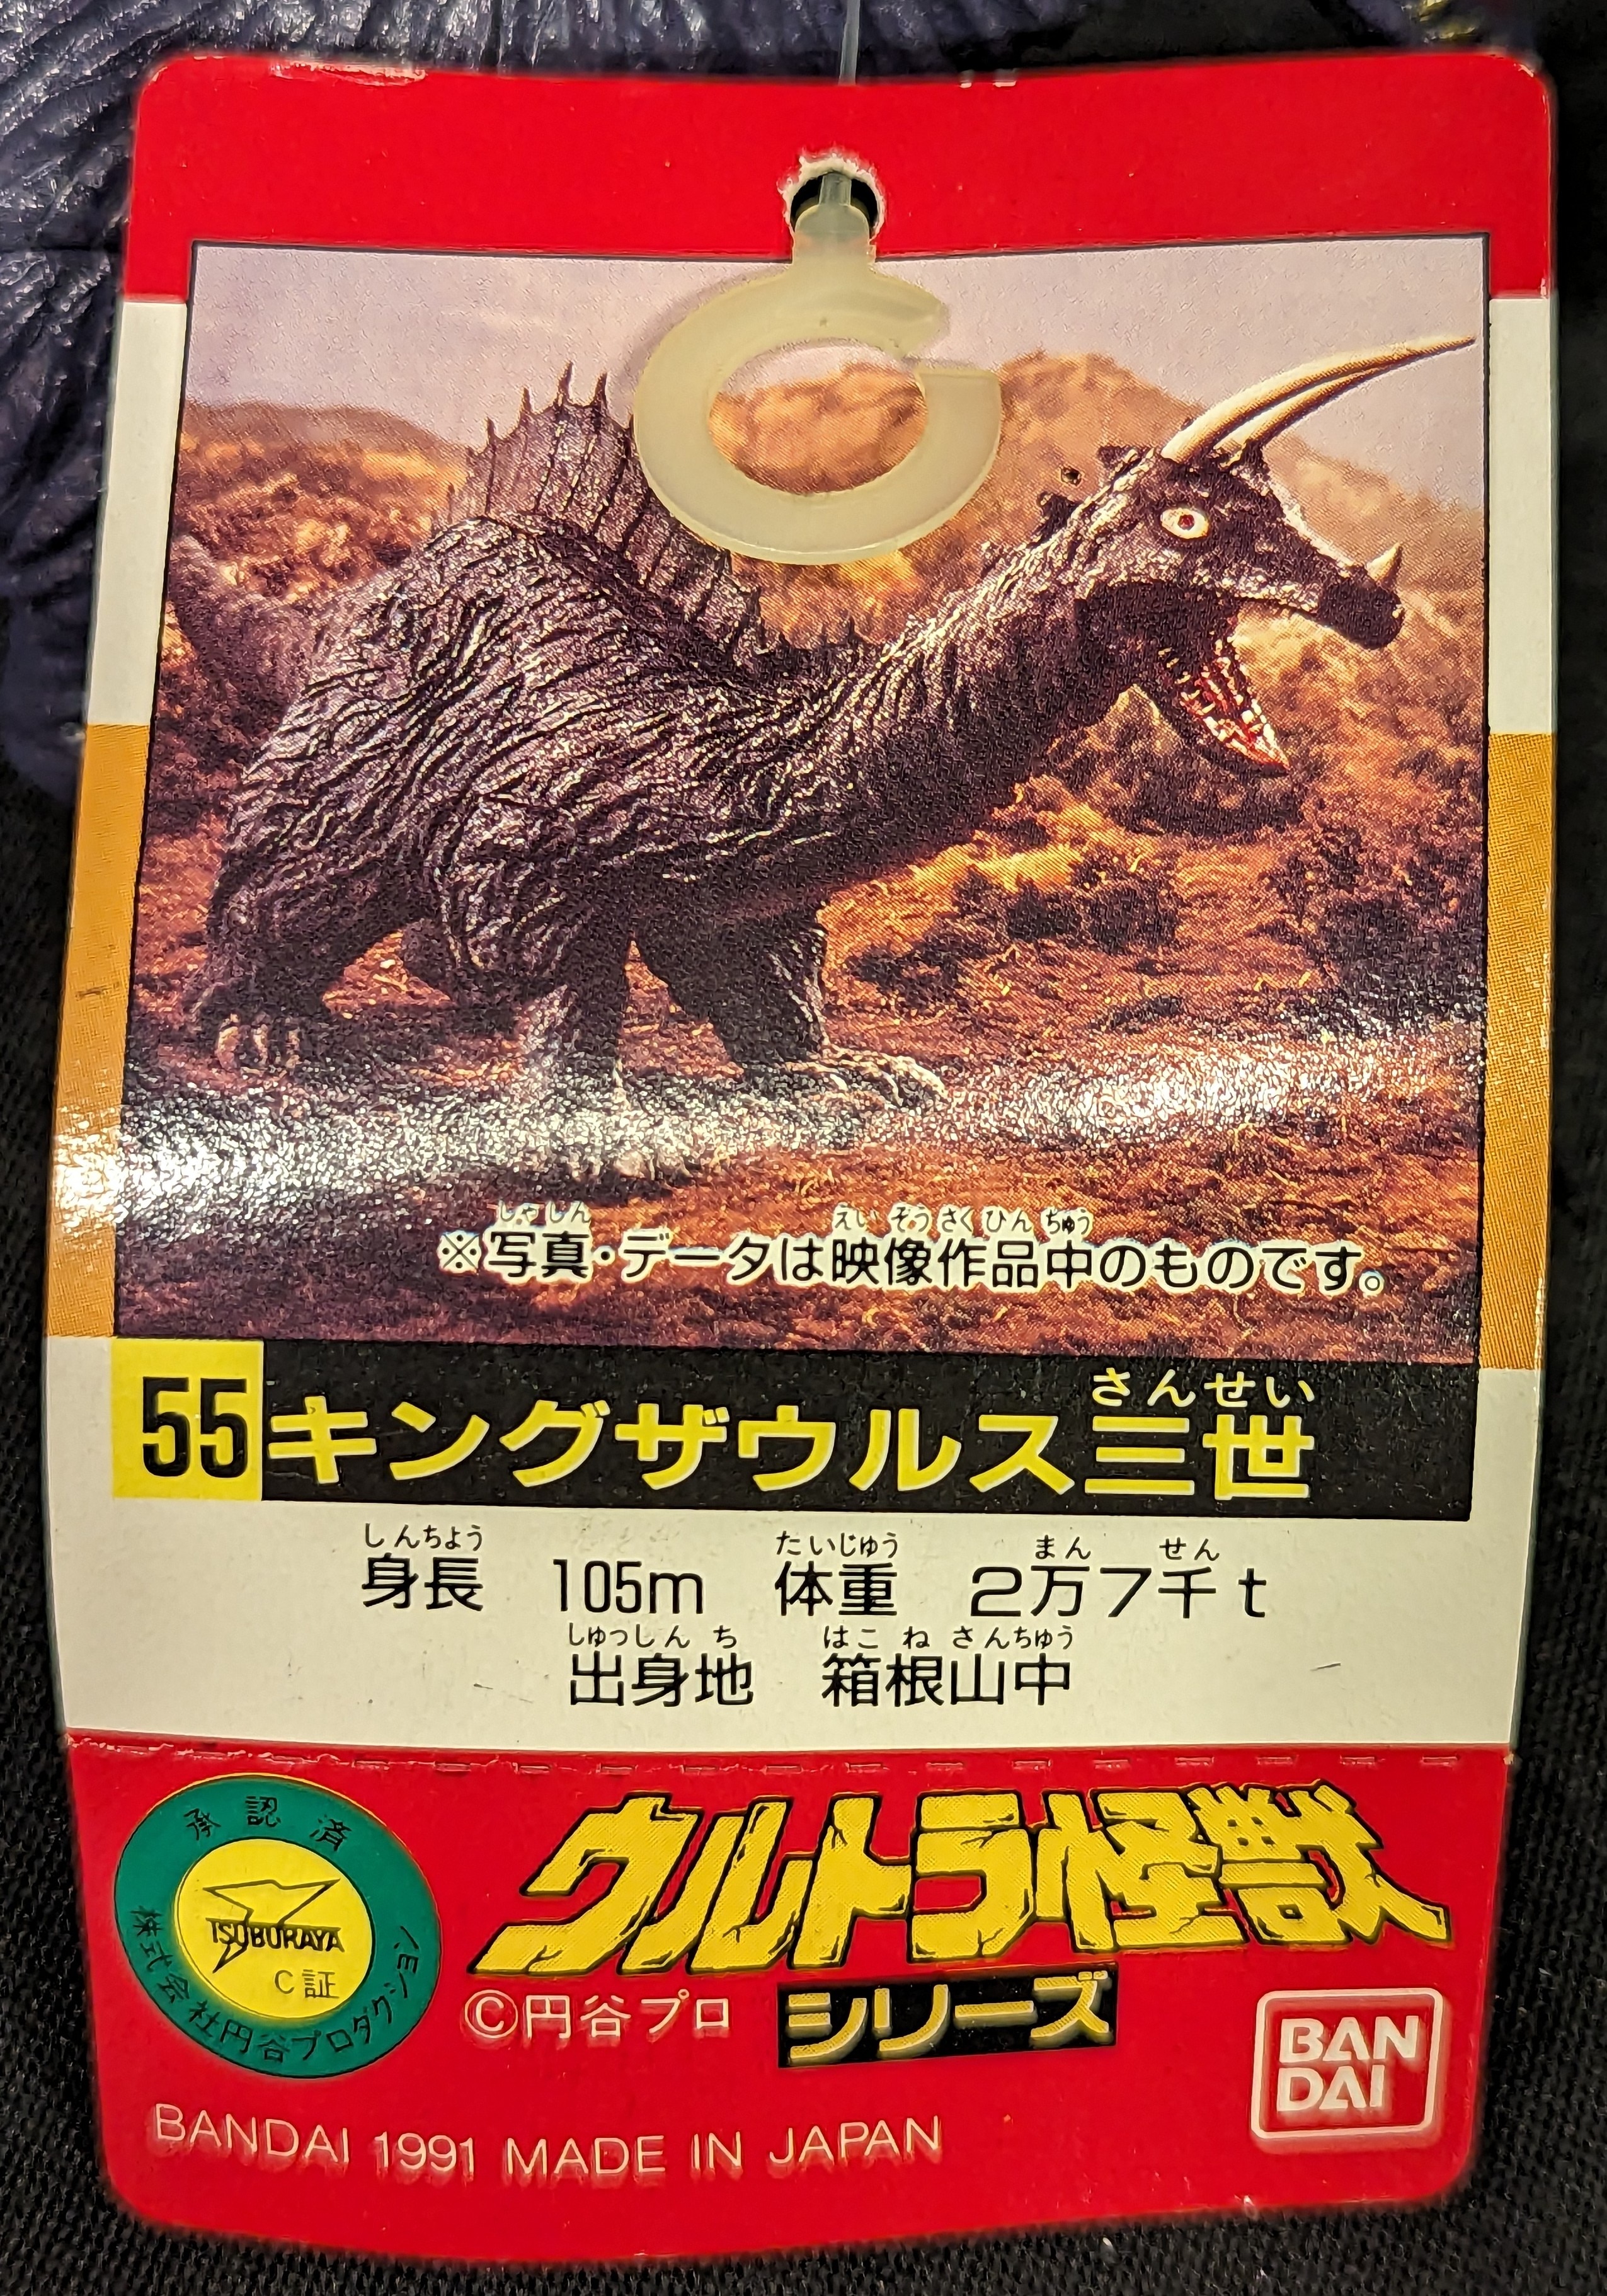 ※写真・データは映像作品中のものです。
しゃしん えいぞうさくひんちゅう
55 キングザウルス三世
さんせい
しんちょう たいじゅう まん せん
身長 105m 体重 2万7千t
しゅっしんち はこねさんちゅう
出身地 箱根山中
承認済
TSUBURAYA
C証
株式会社円谷プロダクション
ウルトラ怪獣
シリーズ
©円谷プロ
BAN
DAI
BANDAI 1991 MADE IN JAPAN